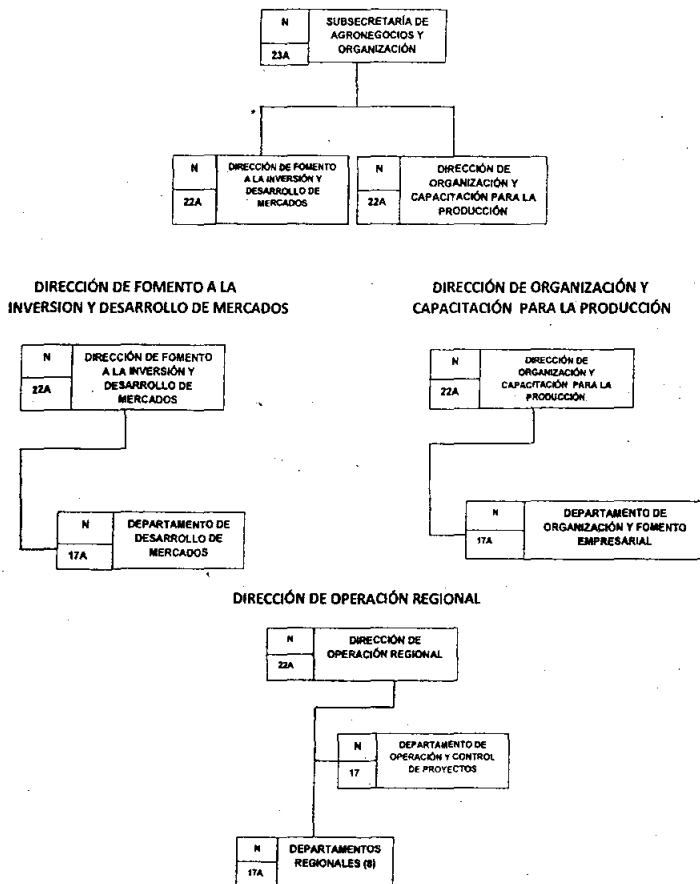 N
SUBSECRETARÍA DE
AGRONEGOCIOS Y
ORGANIZACIÓN
23A
N
DIRECCIÓN DE FOMENTO
A LA INVERSIÓN Y
DESARROLLO DE
MERCADOS
22A
N
DIRECCIÓN DE
ORGANIZACIÓN Y
CAPACITACIÓN PARA LA
PRODUCCIÓN
22A
DIRECCIÓN DE FOMENTO A LA
INVERSION Y DESARROLLO DE MERCADOS
N
DIRECCIÓN DE FOMENTO
A LA INVERSIÓN Y
DESARROLLO DE
MERCADOS
22A
N
DEPARTAMENTO DE
DESARROLLO DE
MERCADOS
17A
DIRECCIÓN DE ORGANIZACIÓN Y
CAPACITACIÓN PARA LA PRODUCCIÓN
N
DIRECCIÓN DE
ORGANIZACIÓN Y
CAPACITACIÓN PARA LA
PRODUCCIÓN
22A
N
DEPARTAMENTO DE
ORGANIZACIÓN Y FOMENTO
EMPRESARIAL
17A
DIRECCIÓN DE OPERACIÓN REGIONAL
N
DIRECCIÓN DE
OPERACIÓN REGIONAL
22A
N
DEPARTAMENTO DE
OPERACIÓN Y CONTROL
DE PROYECTOS
17
N
DEPARTAMENTOS
REGIONALES (8)
17A